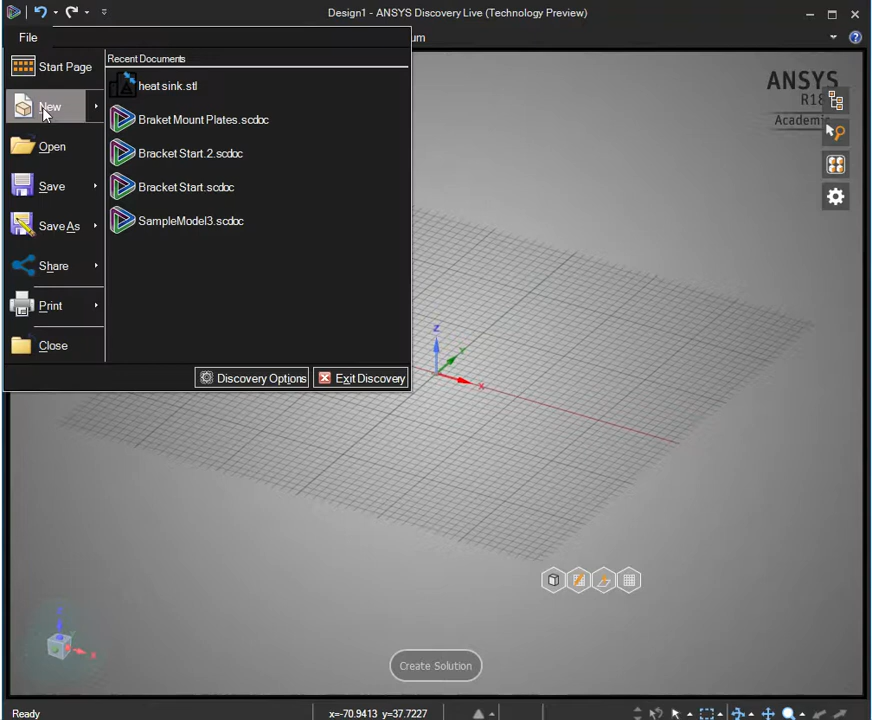 Design1 - ANSYS Discovery Live (Technology Preview)
File
um
Start Page
New
Open
Save
Save As
Share
Print
Close
Recent Documents
heat sink.stl
Braket Mount Plates.scdoc
Bracket Start.2.scdoc
Bracket Start.scdoc
SampleModel3.scdoc
Discovery Options
Exit Discovery
ANSYS
R18
Academic
Z
Y
X
Z
X
Create Solution
Ready
x=-70.9413 y=37.7227